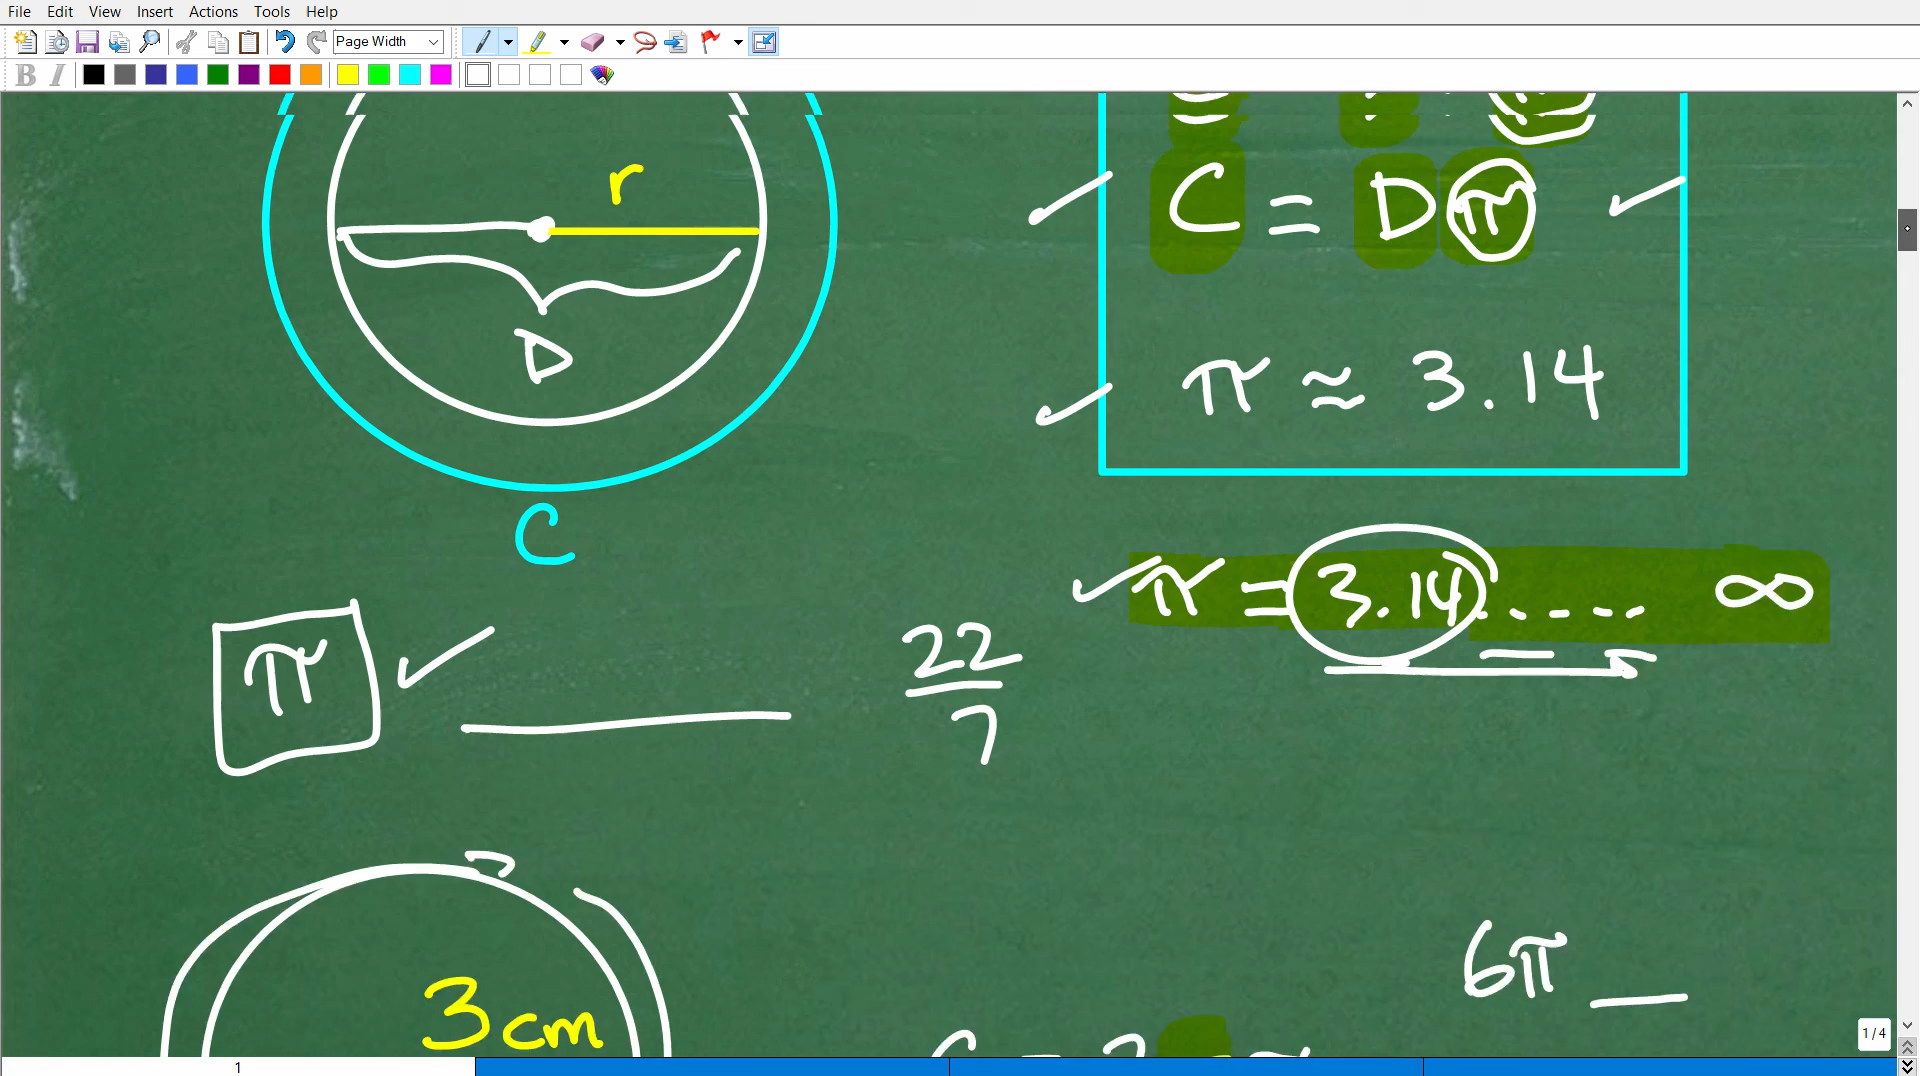 File Edit View Insert Actions Tools Help
Page Width
B I
r
D
C
C = Dπ
π ≈ 3.14
π = 3.14..--- ∞
π
22
7
3cm
6π
1 / 4
1